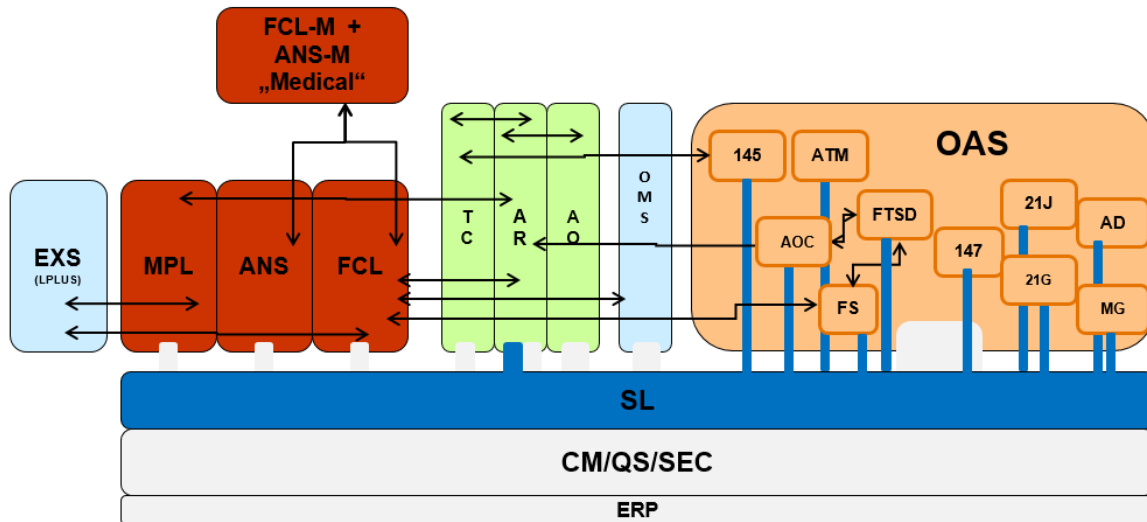 FCL-M +
ANS-M
„Medical“
EXS
(LPLUS)
MPL
ANS
FCL
T
C
A
R
A
O
O
M
S
OAS
145
ATM
AOC
FTSD
FS
147
21J
21G
AD
MG
SL
CM/QS/SEC
ERP